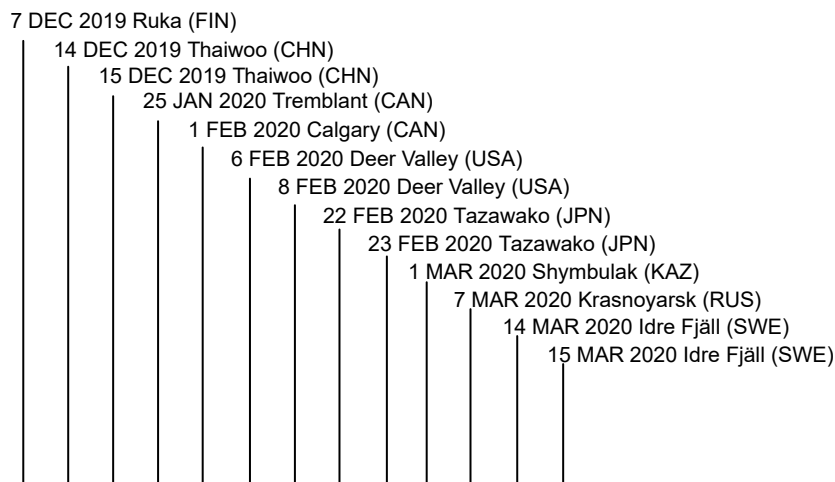 7 DEC 2019 Ruka (FIN)
14 DEC 2019 Thaiwoo (CHN)
15 DEC 2019 Thaiwoo (CHN)
25 JAN 2020 Tremblant (CAN)
1 FEB 2020 Calgary (CAN)
6 FEB 2020 Deer Valley (USA)
8 FEB 2020 Deer Valley (USA)
22 FEB 2020 Tazawako (JPN)
23 FEB 2020 Tazawako (JPN)
1 MAR 2020 Shymbulak (KAZ)
7 MAR 2020 Krasnoyarsk (RUS)
14 MAR 2020 Idre Fjäll (SWE)
15 MAR 2020 Idre Fjäll (SWE)